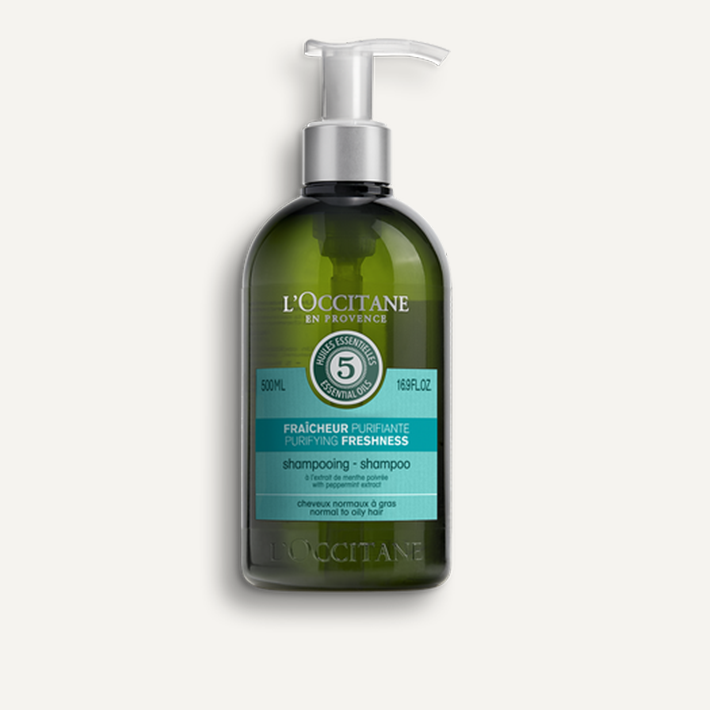 L'OCCITANE
EN PROVENCE
HUILES ESSENTIELLES
5
ESSENTIAL OILS
500ML
16.9FL.OZ.
FRAÎCHEUR PURIFIANTE
PURIFYING FRESHNESS
shampooing - shampoo
à l'extrait de menthe poivrée
with peppermint extract
cheveux normaux à gras
normal to oily hair
L'OCCITANE